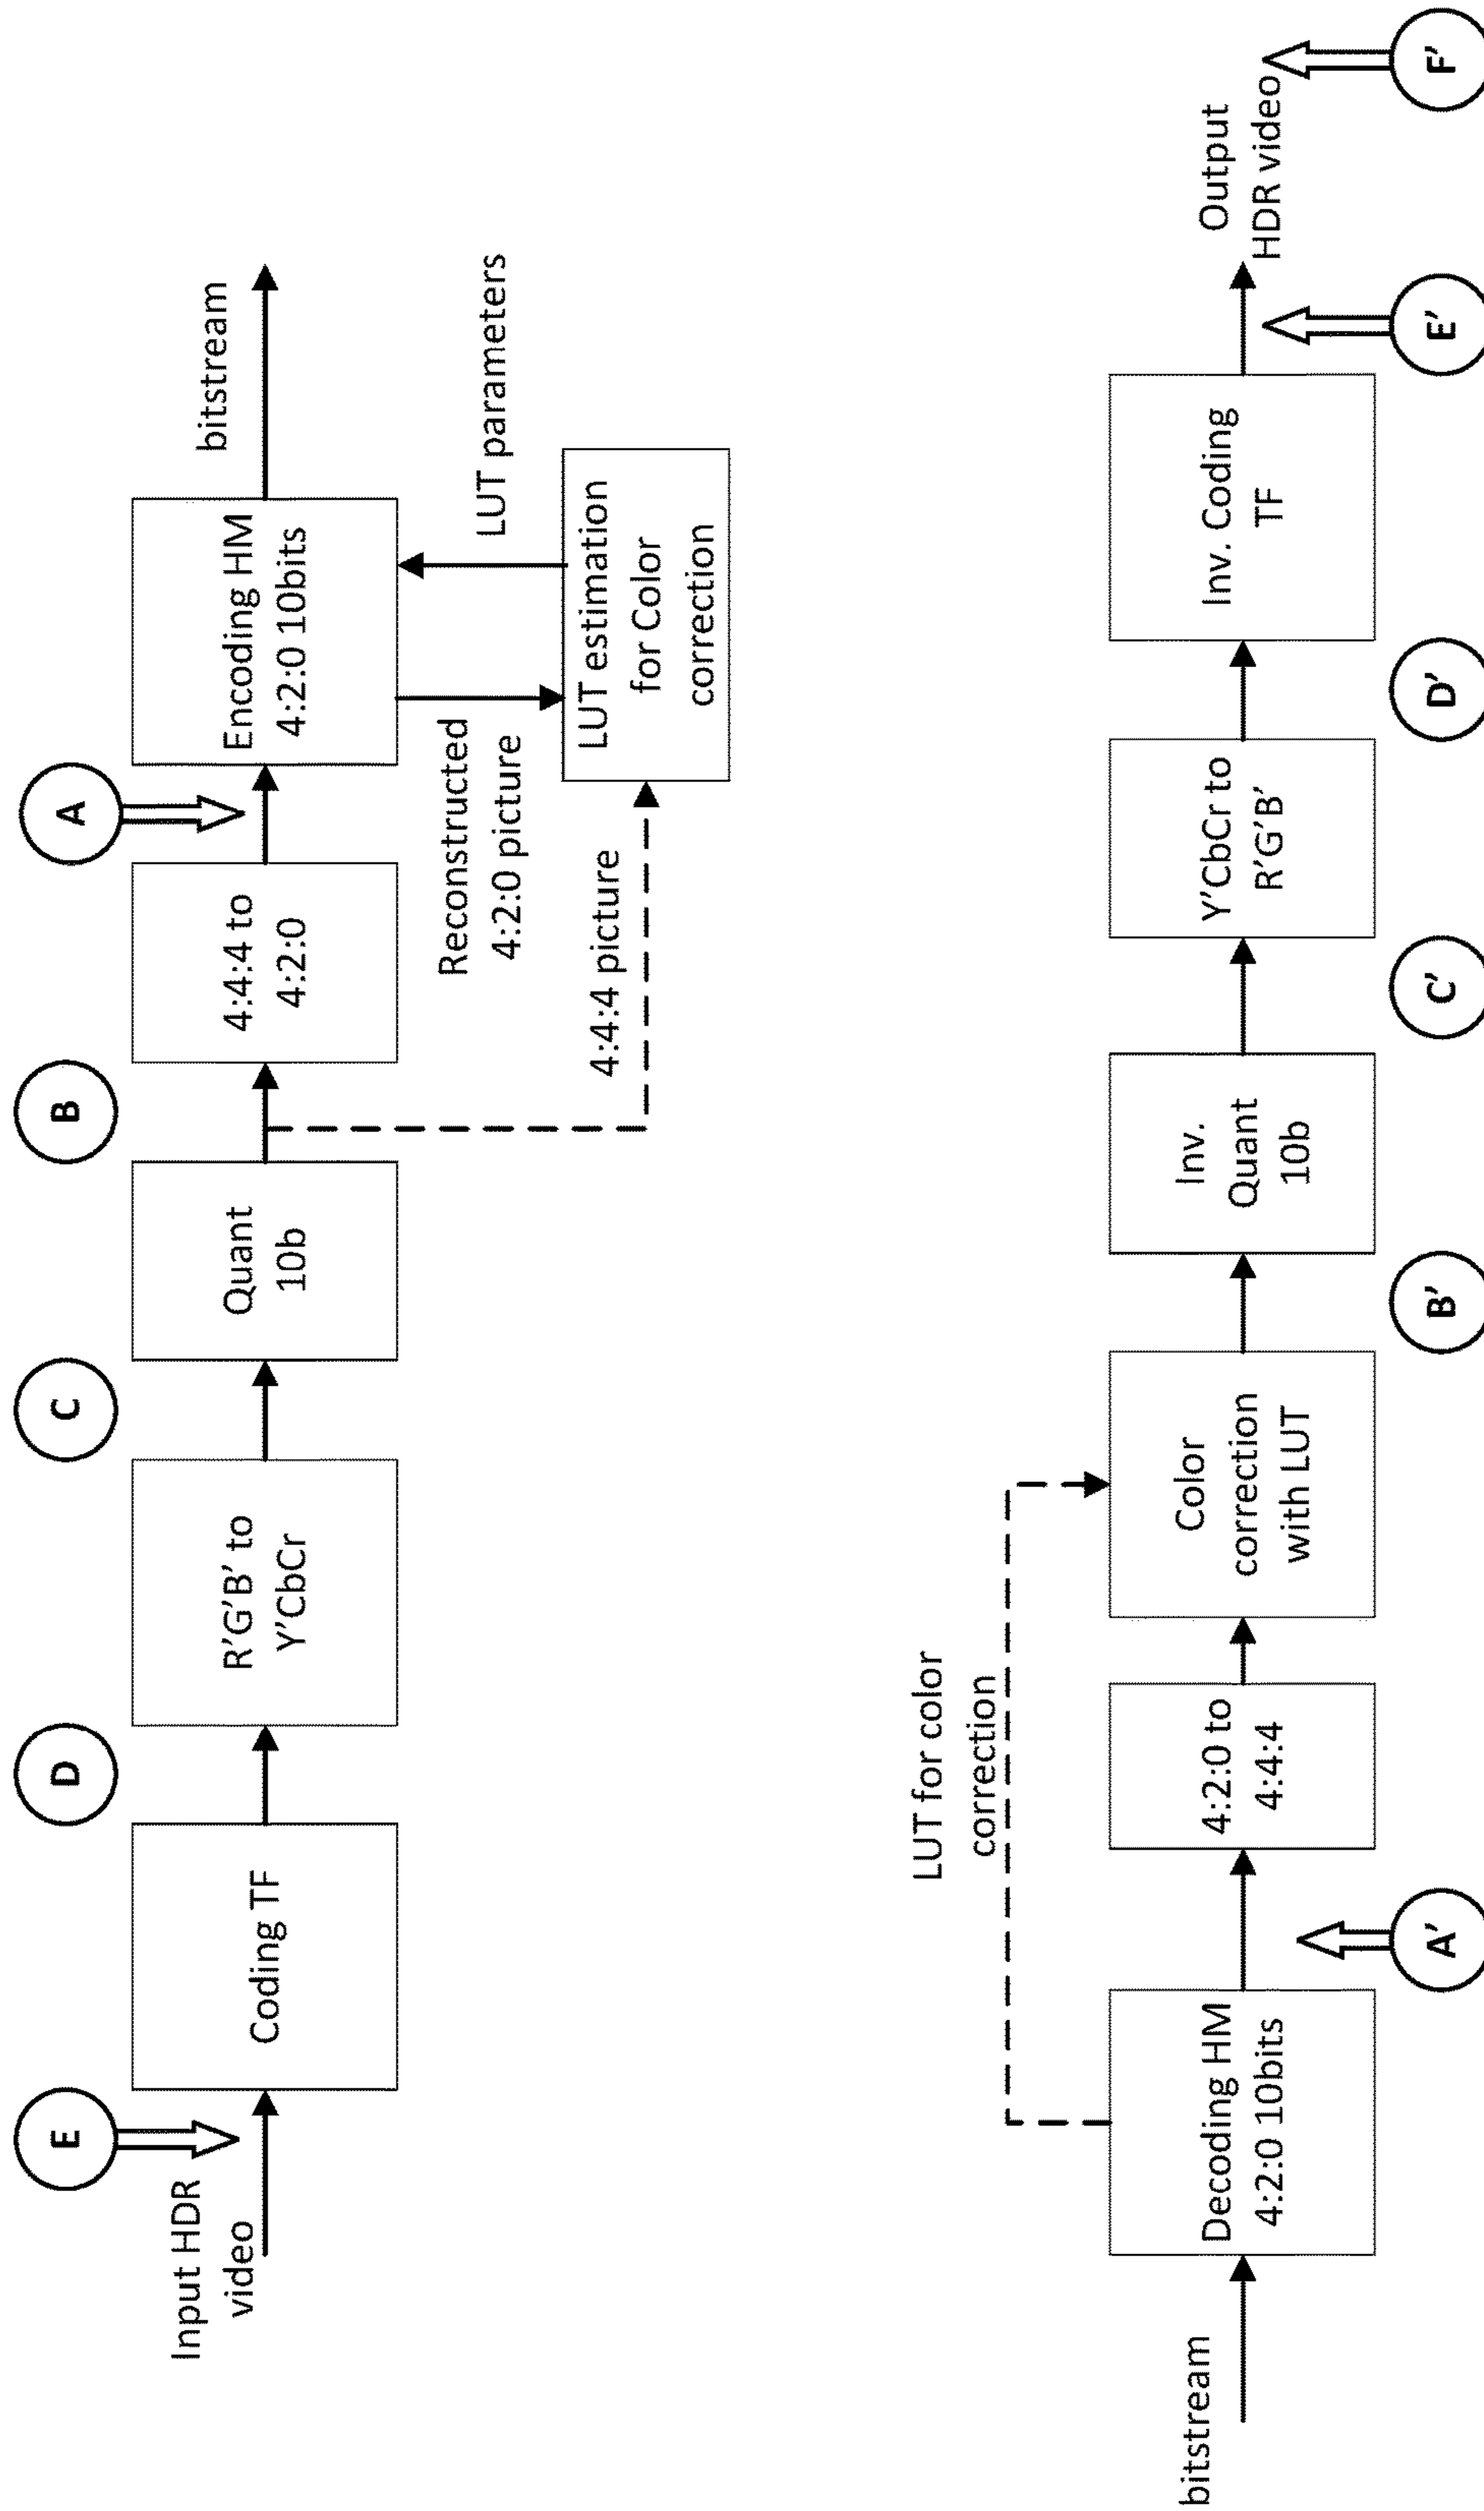 E
D
C
B
A
Input HDR
video
Coding TF
R'G'B' to
Y'CbCr
Quant
10b
4:4:4 to
4:2:0
Encoding HM
4:2:0 10bits
bitstream
Reconstructed
4:2:0 picture
LUT parameters
4:4:4 picture
LUT estimation
for Color
correction
LUT for color
correction
bitstream
Decoding HM
4:2:0 10bits
4:2:0 to
4:4:4
Color
correction
with LUT
Inv.
Quant
10b
Y'CbCr to
R'G'B'
Inv. Coding
TF
Output
HDR video
A'
B'
C'
D'
E'
F'